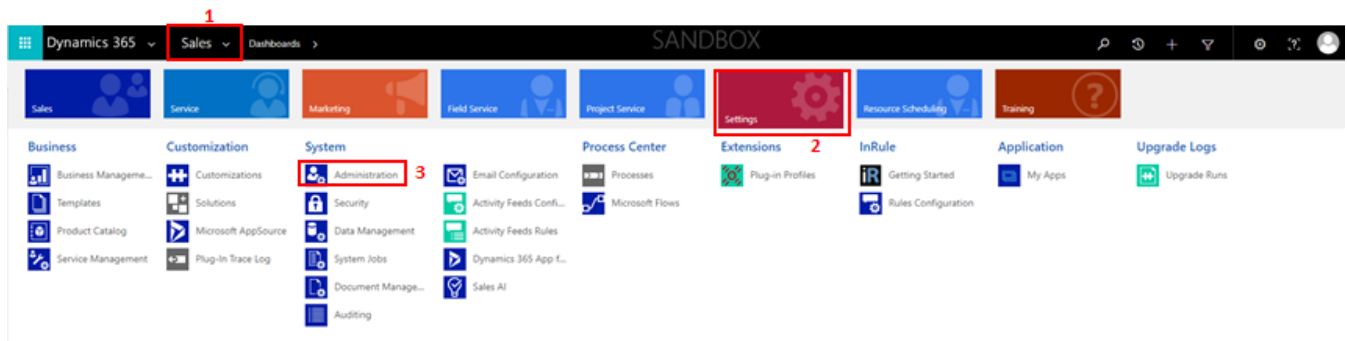 1
Dynamics 365 Sales Dashboards SANDBOX
Sales Service Marketing Field Service Project Service Settings Resource Scheduling Training
2
Business Customization System Process Center Extensions InRule Application Upgrade Logs
Business Manageme... Customizations Administration 3 Email Configuration Processes Plug-in Profiles iR Getting Started My Apps Upgrade Runs
Templates Solutions Security Activity Feeds Confi... Microsoft Flows Rules Configuration
Product Catalog Microsoft AppSource Data Management Activity Feeds Rules
Service Management Plug-In Trace Log System Jobs Dynamics 365 App f...
Document Manage... Sales AI
Auditing